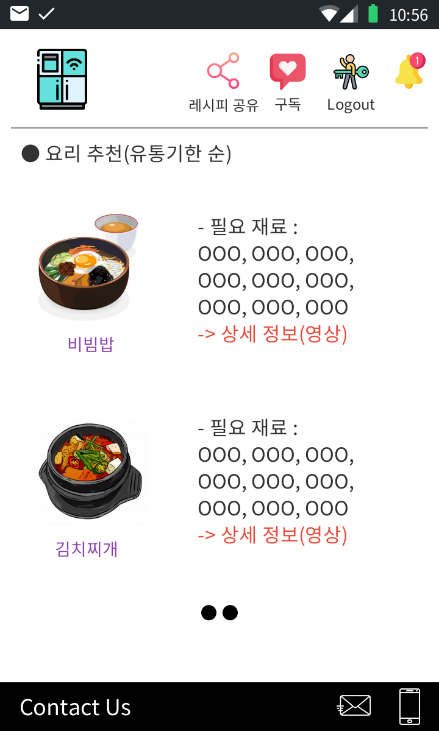 10:56
1
레시피 공유
구독
Logout
● 요리 추천(유통기한 순)
- 필요 재료 :
OOO, OOO, OOO,
OOO, OOO, OOO,
OOO, OOO, OOO
-> 상세 정보(영상)
비빔밥
- 필요 재료 :
OOO, OOO, OOO,
OOO, OOO, OOO,
OOO, OOO, OOO
-> 상세 정보(영상)
김치찌개
Contact Us